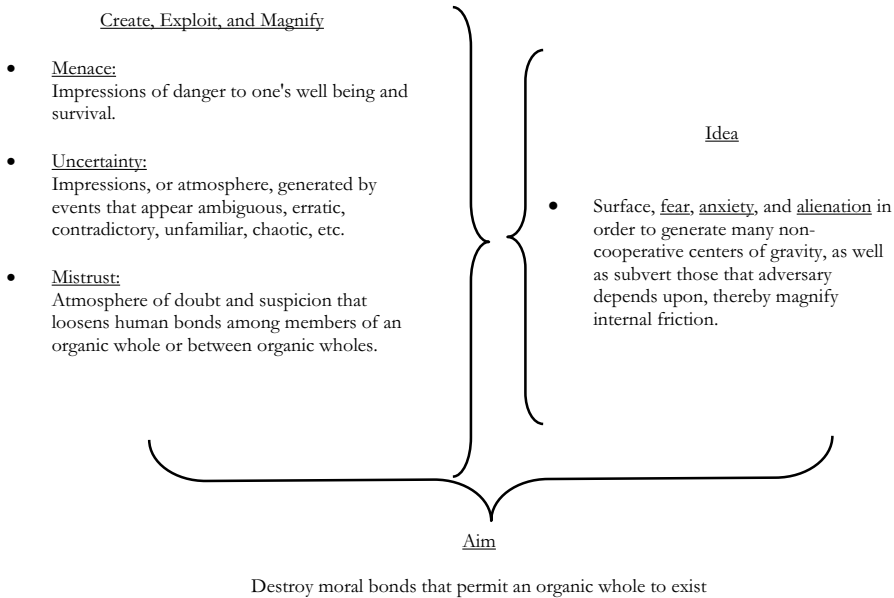 Create, Exploit, and Magnify
• Menace:
Impressions of danger to one's well being and
survival.
• Uncertainty:
Impressions, or atmosphere, generated by
events that appear ambiguous, erratic,
contradictory, unfamiliar, chaotic, etc.
• Mistrust:
Atmosphere of doubt and suspicion that
loosens human bonds among members of an
organic whole or between organic wholes.
Idea
• Surface, fear, anxiety, and alienation in
order to generate many non-
cooperative centers of gravity, as well
as subvert those that adversary
depends upon, thereby magnify
internal friction.
Aim
Destroy moral bonds that permit an organic whole to exist